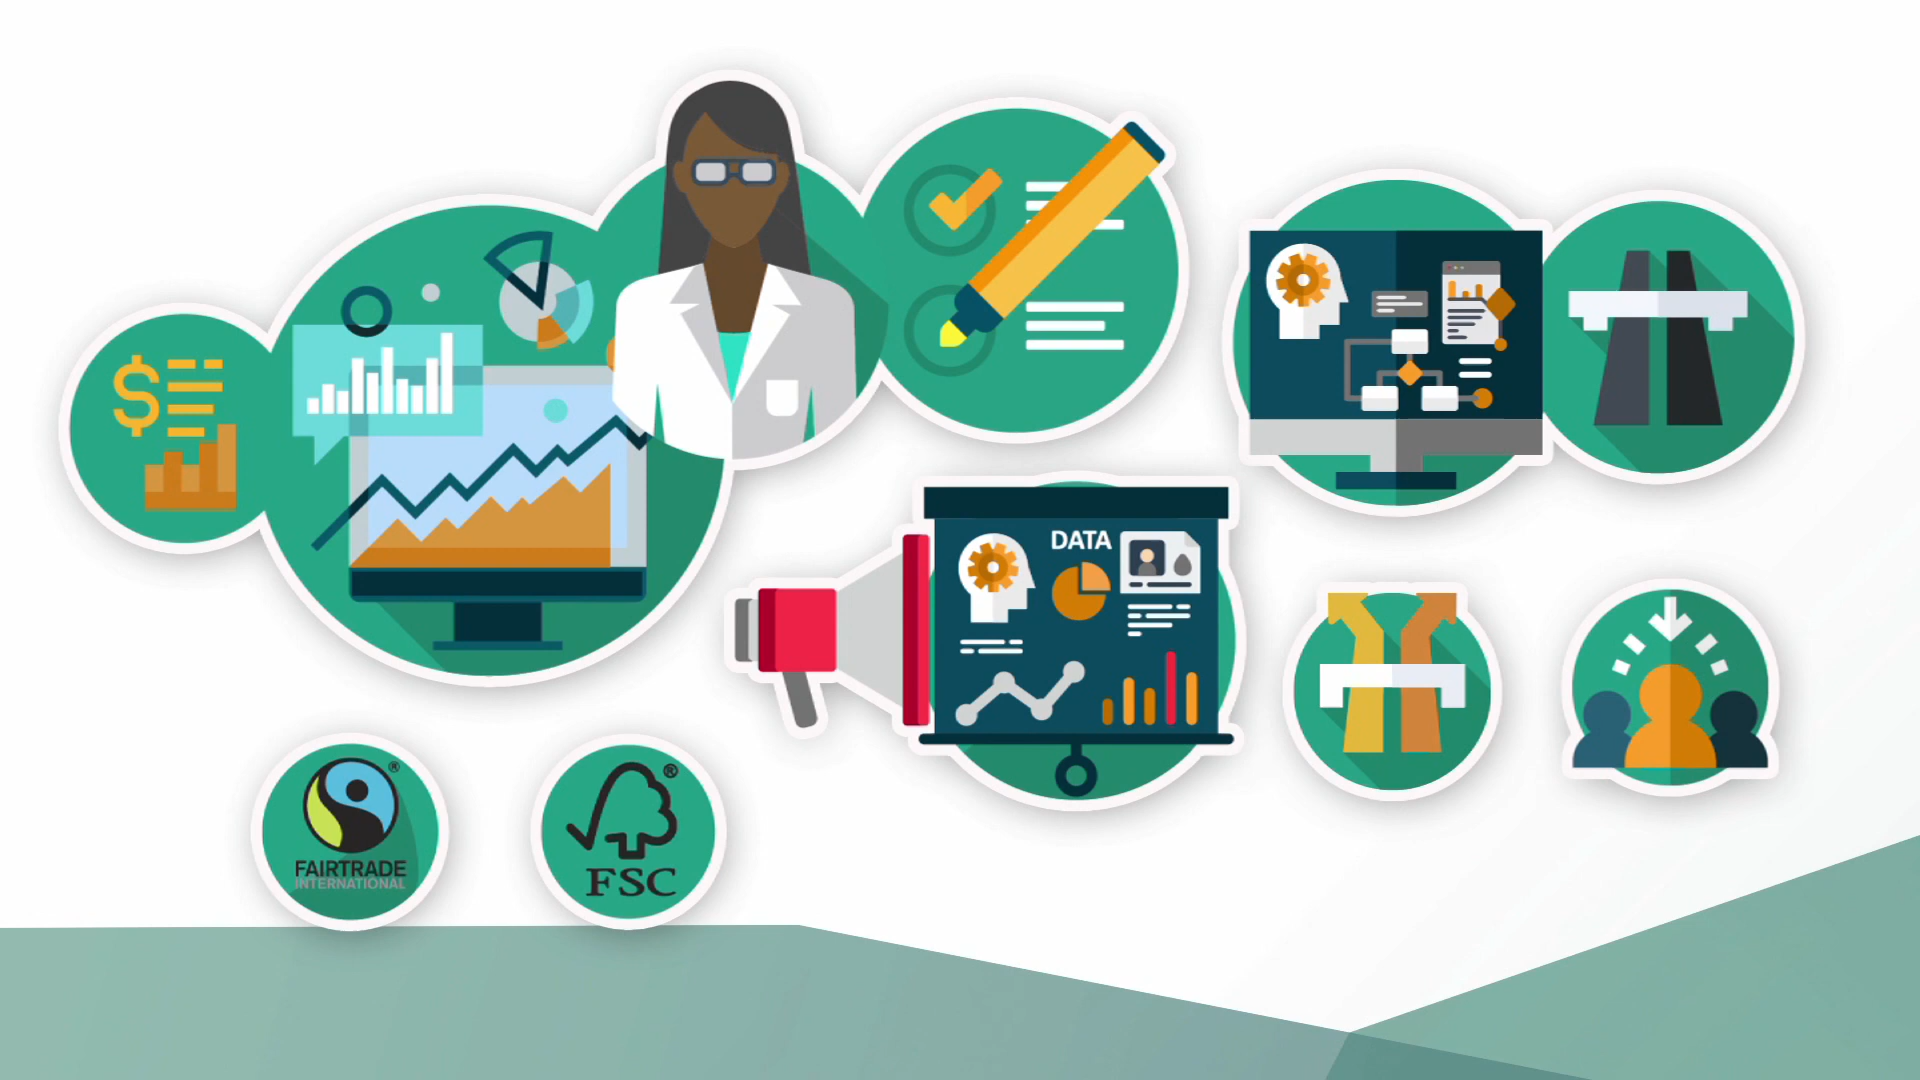 $
DATA
®
FAIRTRADE
INTERNATIONAL
®
FSC